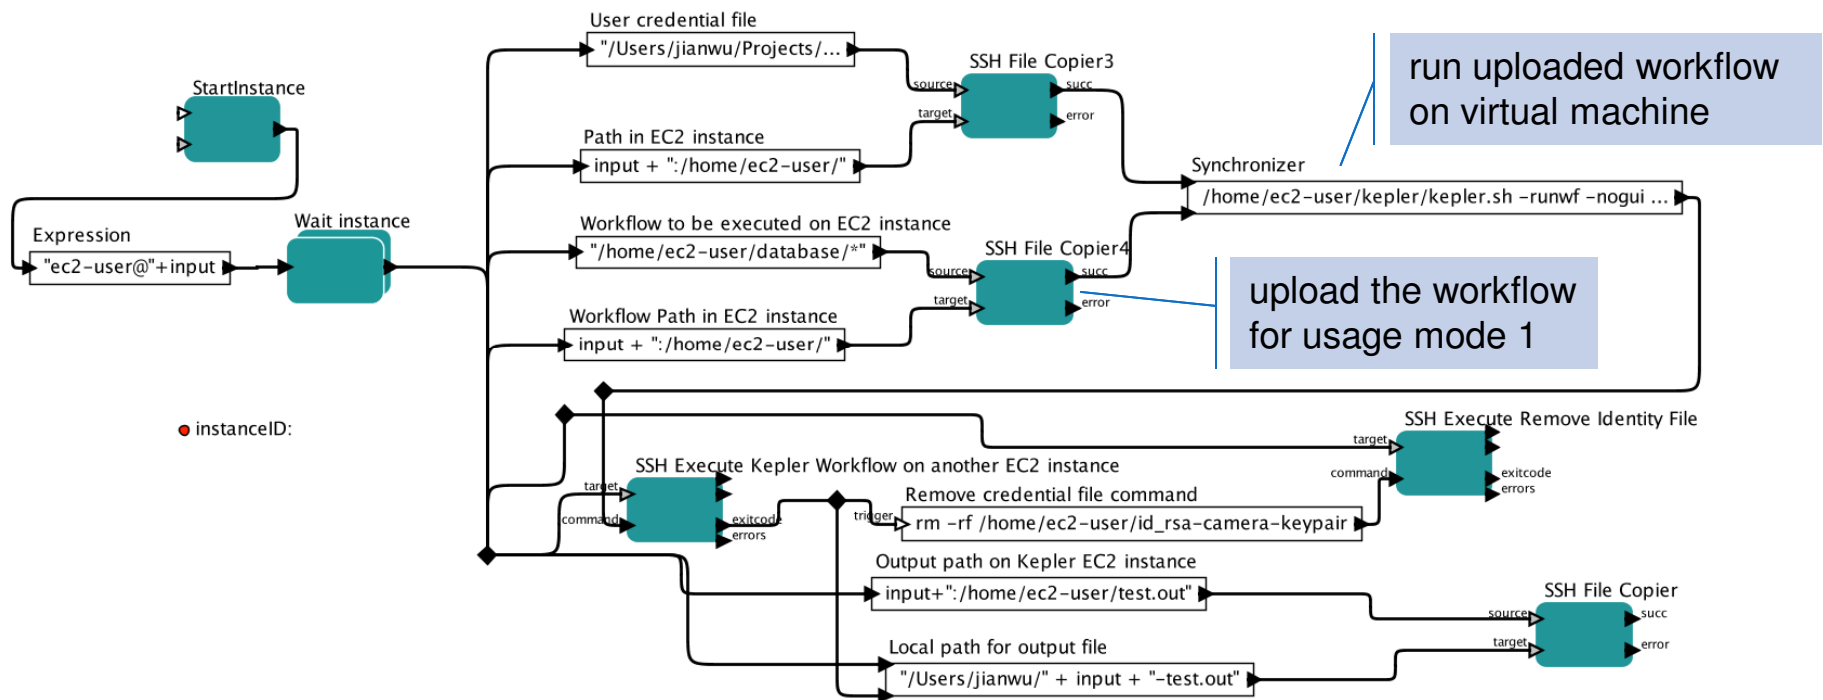 User credential file
"/Users/jianwu/Projects/...
SSH File Copier3
source
succ
target
error
run uploaded workflow
on virtual machine
StartInstance
Path in EC2 instance
input + ":/home/ec2-user/"
Synchronizer
/home/ec2-user/kepler/kepler.sh -runwf -nogui ...
Expression
"ec2-user@"+input
Wait instance
Workflow to be executed on EC2 instance
"/home/ec2-user/database/*"
SSH File Copier4
source
succ
target
error
upload the workflow
for usage mode 1
Workflow Path in EC2 instance
input + ":/home/ec2-user/"
instanceID:
SSH Execute Remove Identity File
target
command
exitcode
errors
SSH Execute Kepler Workflow on another EC2 instance
target
command
exitcode
errors
Remove credential file command
trigger
rm -rf /home/ec2-user/id_rsa-camera-keypair
Output path on Kepler EC2 instance
input+":/home/ec2-user/test.out"
SSH File Copier
source
succ
target
error
Local path for output file
"/Users/jianwu/" + input + "-test.out"